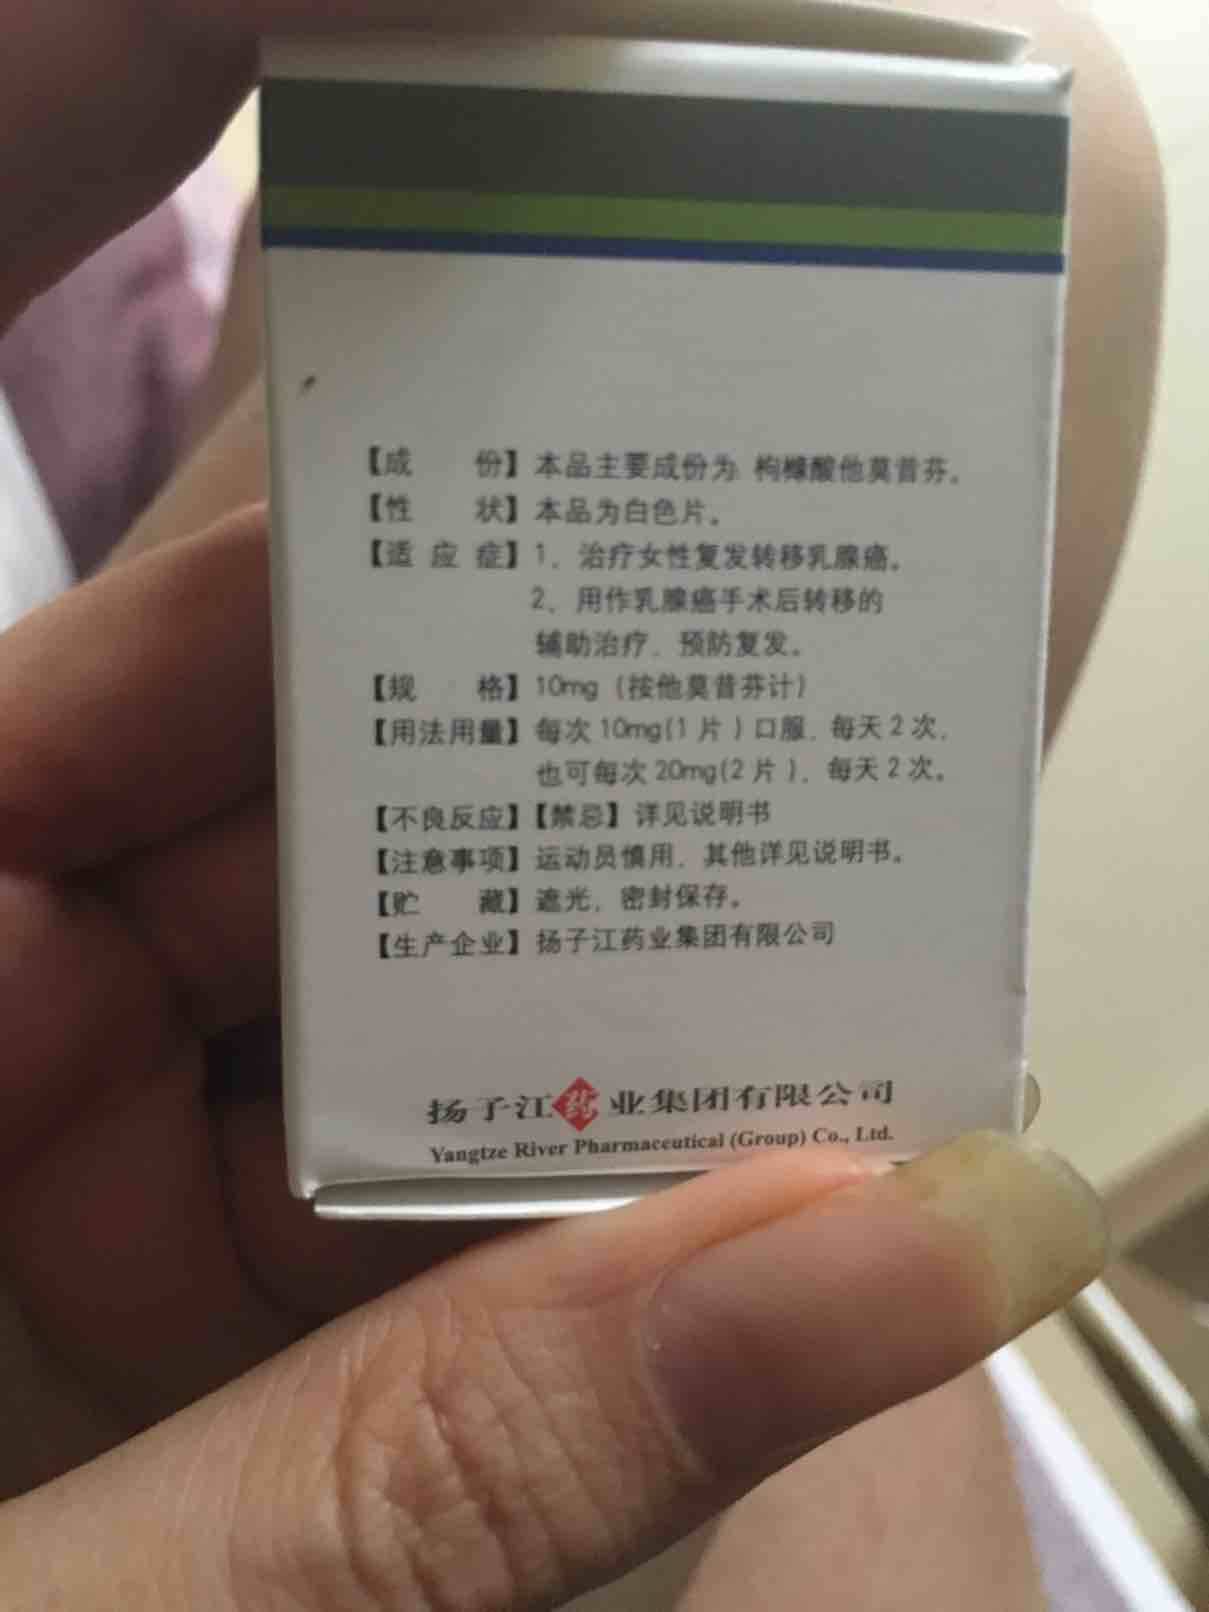 【成 份】本品主要成份为: 枸橼酸他莫昔芬。
【性 状】本品为白色片。
【适 应 症】1、治疗女性复发转移乳腺癌。
2、用作乳腺癌手术后转移的
辅助治疗、预防复发。
【规 格】10mg (按他莫昔芬计)
【用法用量】每次10mg(1片)口服、每天2次,
也可每次20mg(2片)、每天2次。
【不良反应】【禁忌】详见说明书
【注意事项】运动员慎用、其他详见说明书。
【贮 藏】遮光、密封保存。
【生产企业】扬子江药业集团有限公司
扬子江药业集团有限公司
Yangtze River Pharmaceutical (Group) Co., Ltd.